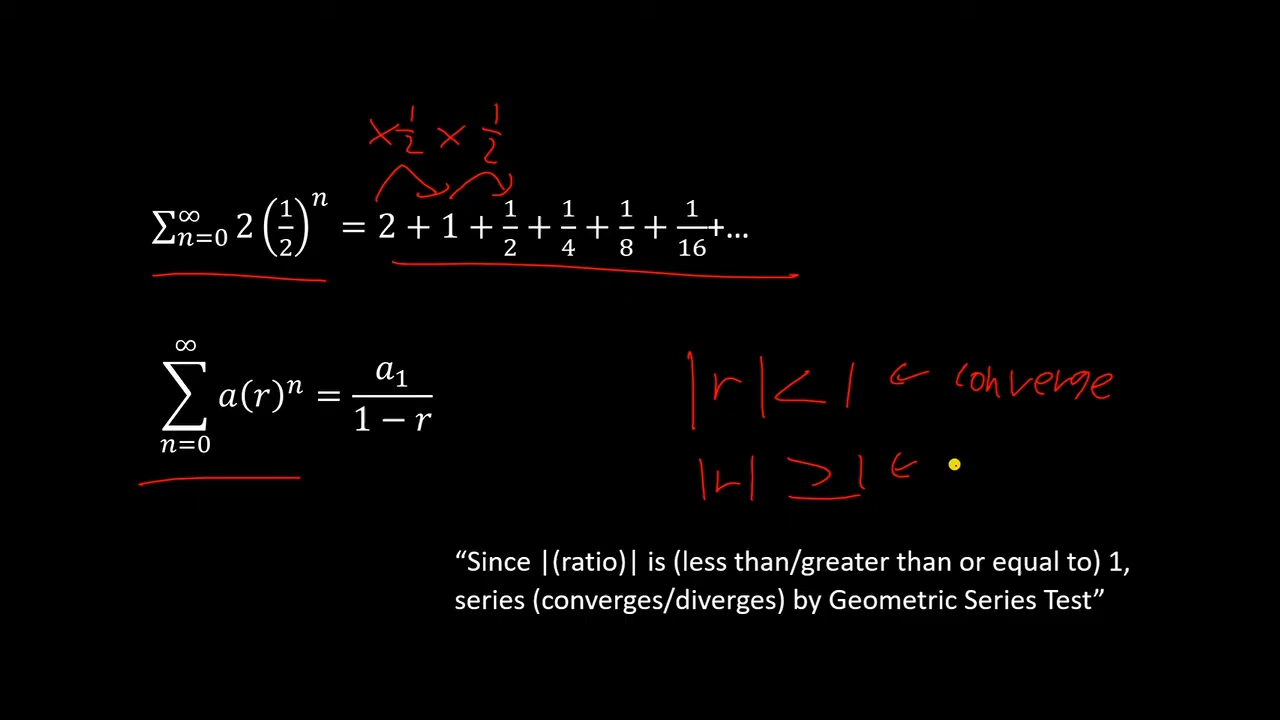 ×1/2 ×1/2
∑_{n=0}^{∞} 2(1/2)^n = 2 + 1 + 1/2 + 1/4 + 1/8 + 1/16 +...
∑_{n=0}^{∞} a(r)^n = a₁/(1 − r)
|r| < 1 ← converge
|r| ≥ 1 ←
“Since |(ratio)| is (less than/greater than or equal to) 1,
series (converges/diverges) by Geometric Series Test”